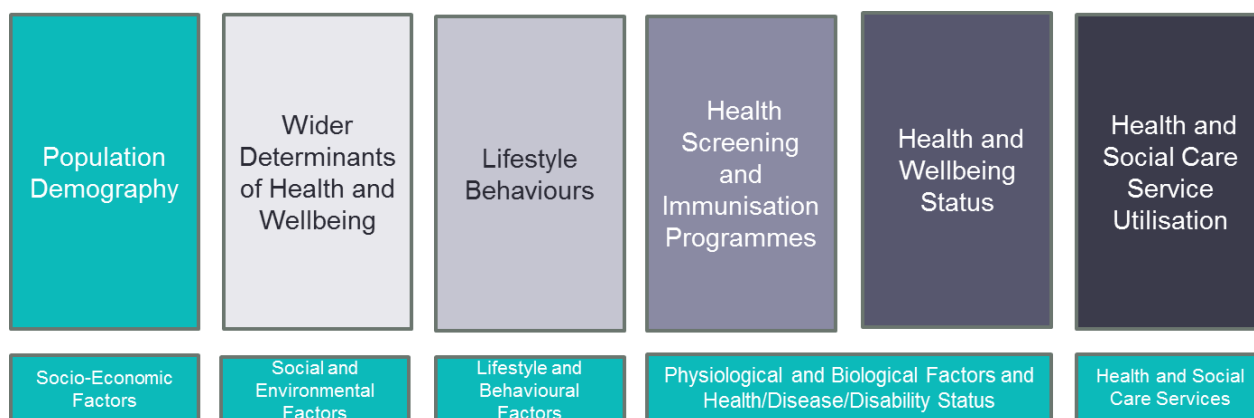 Population
Demography
Wider
Determinants
of Health and
Wellbeing
Lifestyle
Behaviours
Health
Screening
and
Immunisation
Programmes
Health and
Wellbeing
Status
Health and
Social Care
Service
Utilisation
Socio-Economic
Factors
Social and
Environmental
Factors
Lifestyle and
Behavioural
Factors
Physiological and Biological Factors and
Health/Disease/Disability Status
Health and Social
Care Services